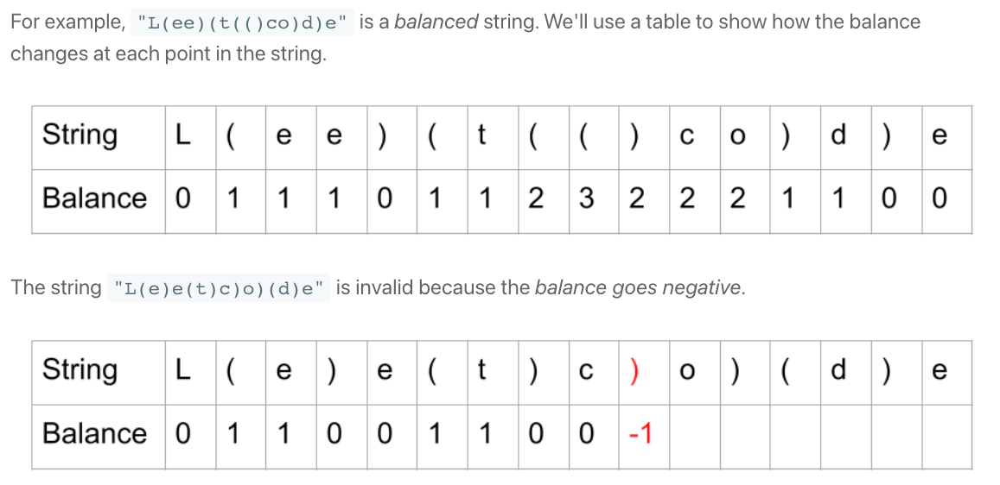 For example, "L(ee)(t(()co)d)e" is a balanced string. We'll use a table to show how the balance
changes at each point in the string.
String L ( e e ) ( t ( ( ) c o ) d ) e
Balance 0 1 1 1 0 1 1 2 3 2 2 2 1 1 0 0
The string "L(e)e(t)c)o)(d)e" is invalid because the balance goes negative.
String L ( e ) e ( t ) c ) o ) ( d ) e
Balance 0 1 1 0 0 1 1 0 0 -1